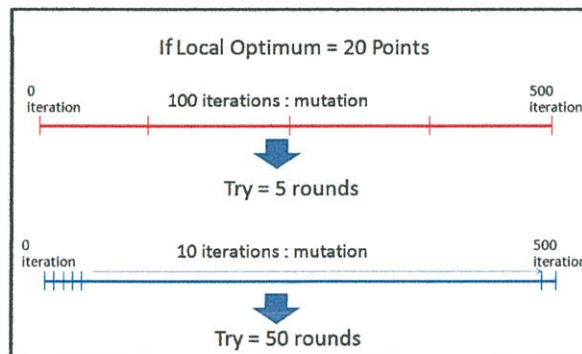 If Local Optimum = 20 Points
0
iteration
100 iterations : mutation
500
iteration
Try = 5 rounds
0
iteration
10 iterations : mutation
500
iteration
Try = 50 rounds